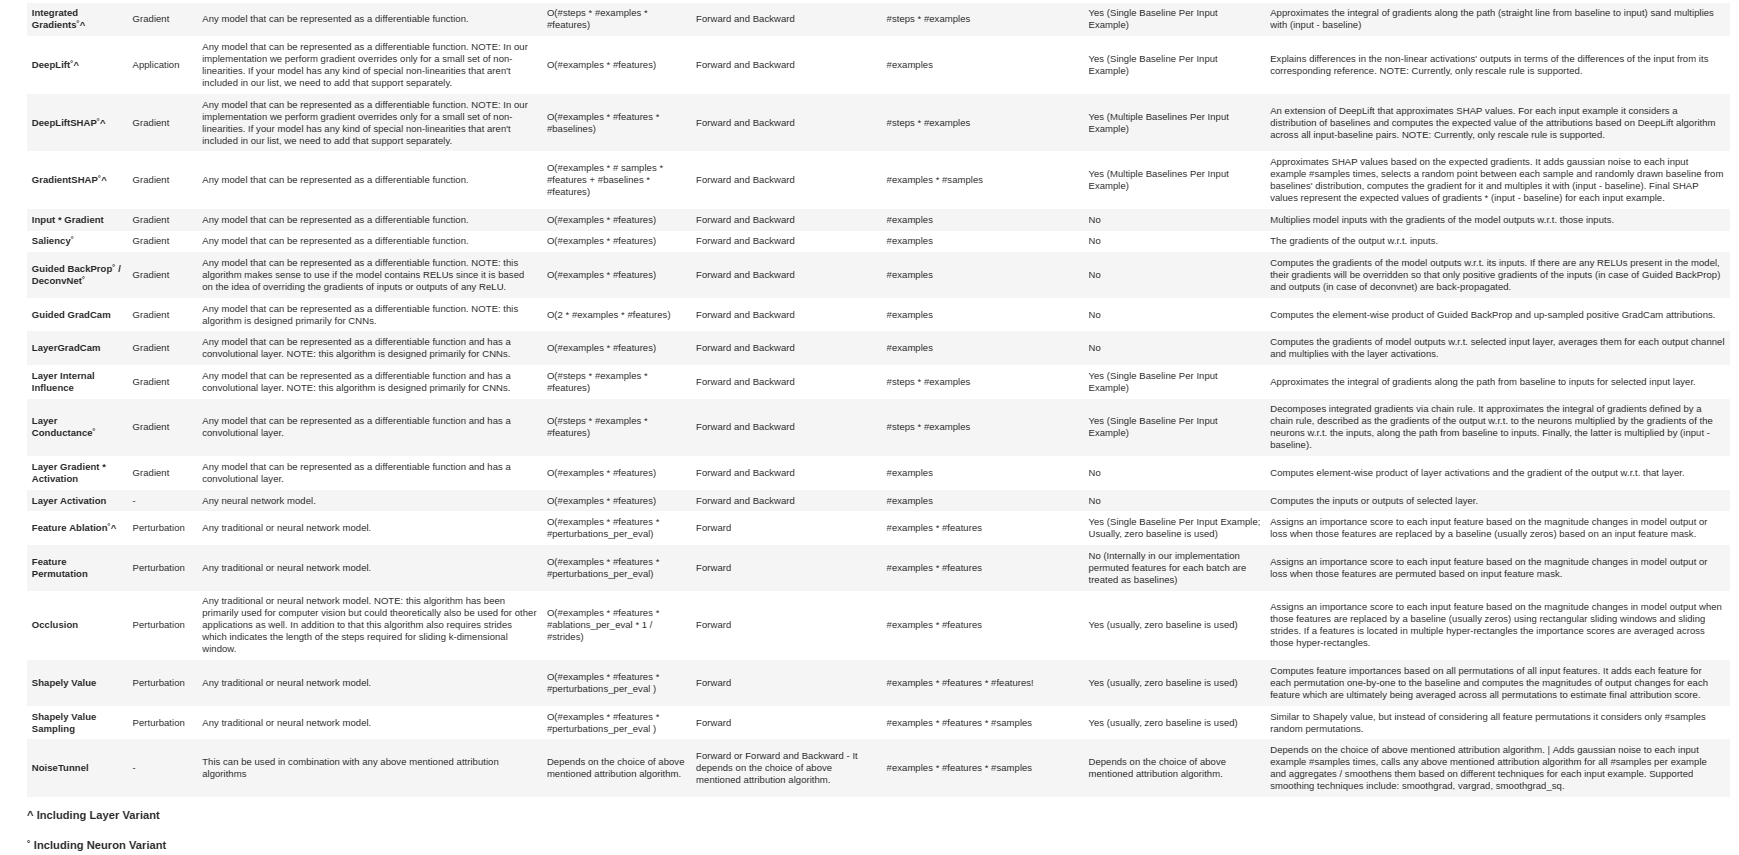 Integrated
Gradients˚^
Gradient
Any model that can be represented as a differentiable function.
O(#steps * #examples *
#features)
Forward and Backward
#steps * #examples
Yes (Single Baseline Per Input
Example)
Approximates the integral of gradients along the path (straight line from baseline to input) sand multiplies
with (input - baseline)
DeepLift˚^
Application
Any model that can be represented as a differentiable function. NOTE: In our
implementation we perform gradient overrides only for a small set of non-
linearities. If your model has any kind of special non-linearities that aren't
included in our list, we need to add that support separately.
O(#examples * #features)
Forward and Backward
#examples
Yes (Single Baseline Per Input
Example)
Explains differences in the non-linear activations' outputs in terms of the differences of the input from its
corresponding reference. NOTE: Currently, only rescale rule is supported.
DeepLiftSHAP˚^
Gradient
Any model that can be represented as a differentiable function. NOTE: In our
implementation we perform gradient overrides only for a small set of non-
linearities. If your model has any kind of special non-linearities that aren't
included in our list, we need to add that support separately.
O(#examples * #features *
#baselines)
Forward and Backward
#steps * #examples
Yes (Multiple Baselines Per Input
Example)
An extension of DeepLift that approximates SHAP values. For each input example it considers a
distribution of baselines and computes the expected value of the attributions based on DeepLift algorithm
across all input-baseline pairs. NOTE: Currently, only rescale rule is supported.
GradientSHAP˚^
Gradient
Any model that can be represented as a differentiable function.
O(#examples * # samples *
#features + #baselines *
#features)
Forward and Backward
#examples * #samples
Yes (Multiple Baselines Per Input
Example)
Approximates SHAP values based on the expected gradients. It adds gaussian noise to each input
example #samples times, selects a random point between each sample and randomly drawn baseline from
baselines' distribution, computes the gradient for it and multiples it with (input - baseline). Final SHAP
values represent the expected values of gradients * (input - baseline) for each input example.
Input * Gradient
Gradient
Any model that can be represented as a differentiable function.
O(#examples * #features)
Forward and Backward
#examples
No
Multiplies model inputs with the gradients of the model outputs w.r.t. those inputs.
Saliency˚
Gradient
Any model that can be represented as a differentiable function.
O(#examples * #features)
Forward and Backward
#examples
No
The gradients of the output w.r.t. inputs.
Guided BackProp˚ /
DeconvNet˚
Gradient
Any model that can be represented as a differentiable function. NOTE: this
algorithm makes sense to use if the model contains RELUs since it is based
on the idea of overriding the gradients of inputs or outputs of any ReLU.
O(#examples * #features)
Forward and Backward
#examples
No
Computes the gradients of the model outputs w.r.t. its inputs. If there are any RELUs present in the model,
their gradients will be overridden so that only positive gradients of the inputs (in case of Guided BackProp)
and outputs (in case of deconvnet) are back-propagated.
Guided GradCam
Gradient
Any model that can be represented as a differentiable function. NOTE: this
algorithm is designed primarily for CNNs.
O(2 * #examples * #features)
Forward and Backward
#examples
No
Computes the element-wise product of Guided BackProp and up-sampled positive GradCam attributions.
LayerGradCam
Gradient
Any model that can be represented as a differentiable function and has a
convolutional layer. NOTE: this algorithm is designed primarily for CNNs.
O(#examples * #features)
Forward and Backward
#examples
No
Computes the gradients of model outputs w.r.t. selected input layer, averages them for each output channel
and multiplies with the layer activations.
Layer Internal
Influence
Gradient
Any model that can be represented as a differentiable function and has a
convolutional layer. NOTE: this algorithm is designed primarily for CNNs.
O(#steps * #examples *
#features)
Forward and Backward
#steps * #examples
Yes (Single Baseline Per Input
Example)
Approximates the integral of gradients along the path from baseline to inputs for selected input layer.
Layer
Conductance˚
Gradient
Any model that can be represented as a differentiable function and has a
convolutional layer.
O(#steps * #examples *
#features)
Forward and Backward
#steps * #examples
Yes (Single Baseline Per Input
Example)
Decomposes integrated gradients via chain rule. It approximates the integral of gradients defined by a
chain rule, described as the gradients of the output w.r.t. to the neurons multiplied by the gradients of the
neurons w.r.t. the inputs, along the path from baseline to inputs. Finally, the latter is multiplied by (input -
baseline).
Layer Gradient *
Activation
Gradient
Any model that can be represented as a differentiable function and has a
convolutional layer.
O(#examples * #features)
Forward and Backward
#examples
No
Computes element-wise product of layer activations and the gradient of the output w.r.t. that layer.
Layer Activation
-
Any neural network model.
O(#examples * #features)
Forward and Backward
#examples
No
Computes the inputs or outputs of selected layer.
Feature Ablation˚^
Perturbation
Any traditional or neural network model.
O(#examples * #features *
#perturbations_per_eval)
Forward
#examples * #features
Yes (Single Baseline Per Input Example;
Usually, zero baseline is used)
Assigns an importance score to each input feature based on the magnitude changes in model output or
loss when those features are replaced by a baseline (usually zeros) based on an input feature mask.
Feature
Permutation
Perturbation
Any traditional or neural network model.
O(#examples * #features *
#perturbations_per_eval)
Forward
#examples * #features
No (Internally in our implementation
permuted features for each batch are
treated as baselines)
Assigns an importance score to each input feature based on the magnitude changes in model output or
loss when those features are permuted based on input feature mask.
Occlusion
Perturbation
Any traditional or neural network model. NOTE: this algorithm has been
primarily used for computer vision but could theoretically also be used for other
applications as well. In addition to that this algorithm also requires strides
which indicates the length of the steps required for sliding k-dimensional
window.
O(#examples * #features *
#ablations_per_eval * 1 /
#strides)
Forward
#examples * #features
Yes (usually, zero baseline is used)
Assigns an importance score to each input feature based on the magnitude changes in model output when
those features are replaced by a baseline (usually zeros) using rectangular sliding windows and sliding
strides. If a features is located in multiple hyper-rectangles the importance scores are averaged across
those hyper-rectangles.
Shapely Value
Perturbation
Any traditional or neural network model.
O(#examples * #features *
#perturbations_per_eval )
Forward
#examples * #features * #features!
Yes (usually, zero baseline is used)
Computes feature importances based on all permutations of all input features. It adds each feature for
each permutation one-by-one to the baseline and computes the magnitudes of output changes for each
feature which are ultimately being averaged across all permutations to estimate final attribution score.
Shapely Value
Sampling
Perturbation
Any traditional or neural network model.
O(#examples * #features *
#perturbations_per_eval )
Forward
#examples * #features * #samples
Yes (usually, zero baseline is used)
Similar to Shapely value, but instead of considering all feature permutations it considers only #samples
random permutations.
NoiseTunnel
-
This can be used in combination with any above mentioned attribution
algorithms
Depends on the choice of above
mentioned attribution algorithm.
Forward or Forward and Backward - It
depends on the choice of above
mentioned attribution algorithm.
#examples * #features * #samples
Depends on the choice of above
mentioned attribution algorithm.
Depends on the choice of above mentioned attribution algorithm. | Adds gaussian noise to each input
example #samples times, calls any above mentioned attribution algorithm for all #samples per example
and aggregates / smoothens them based on different techniques for each input example. Supported
smoothing techniques include: smoothgrad, vargrad, smoothgrad_sq.
^ Including Layer Variant
˚ Including Neuron Variant